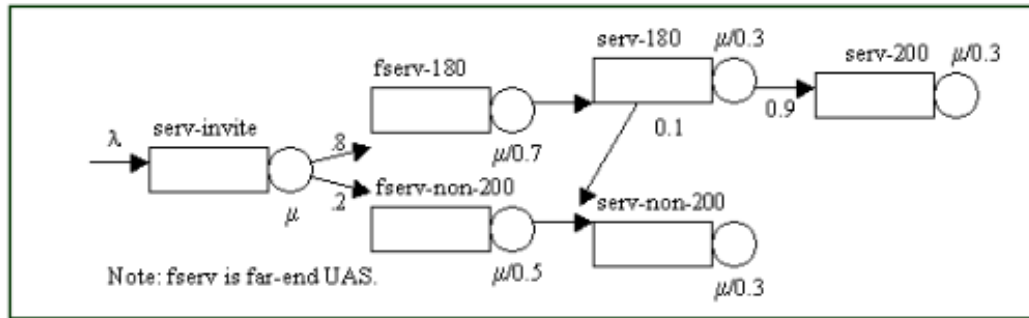 serv-180
μ/0.3
serv-200
μ/0.3
fserv-180
λ
serv-invite
.8
μ/0.7
0.1
0.9
μ
.2
fserv-non-200
serv-non-200
μ/0.5
μ/0.3
Note: fserv is far-end UAS.